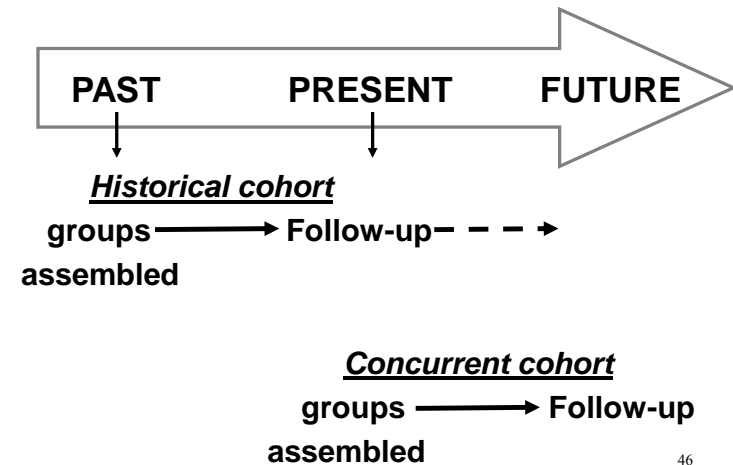 PAST PRESENT FUTURE
Historical cohort
groups Follow-up
assembled
Concurrent cohort
groups Follow-up
assembled
46